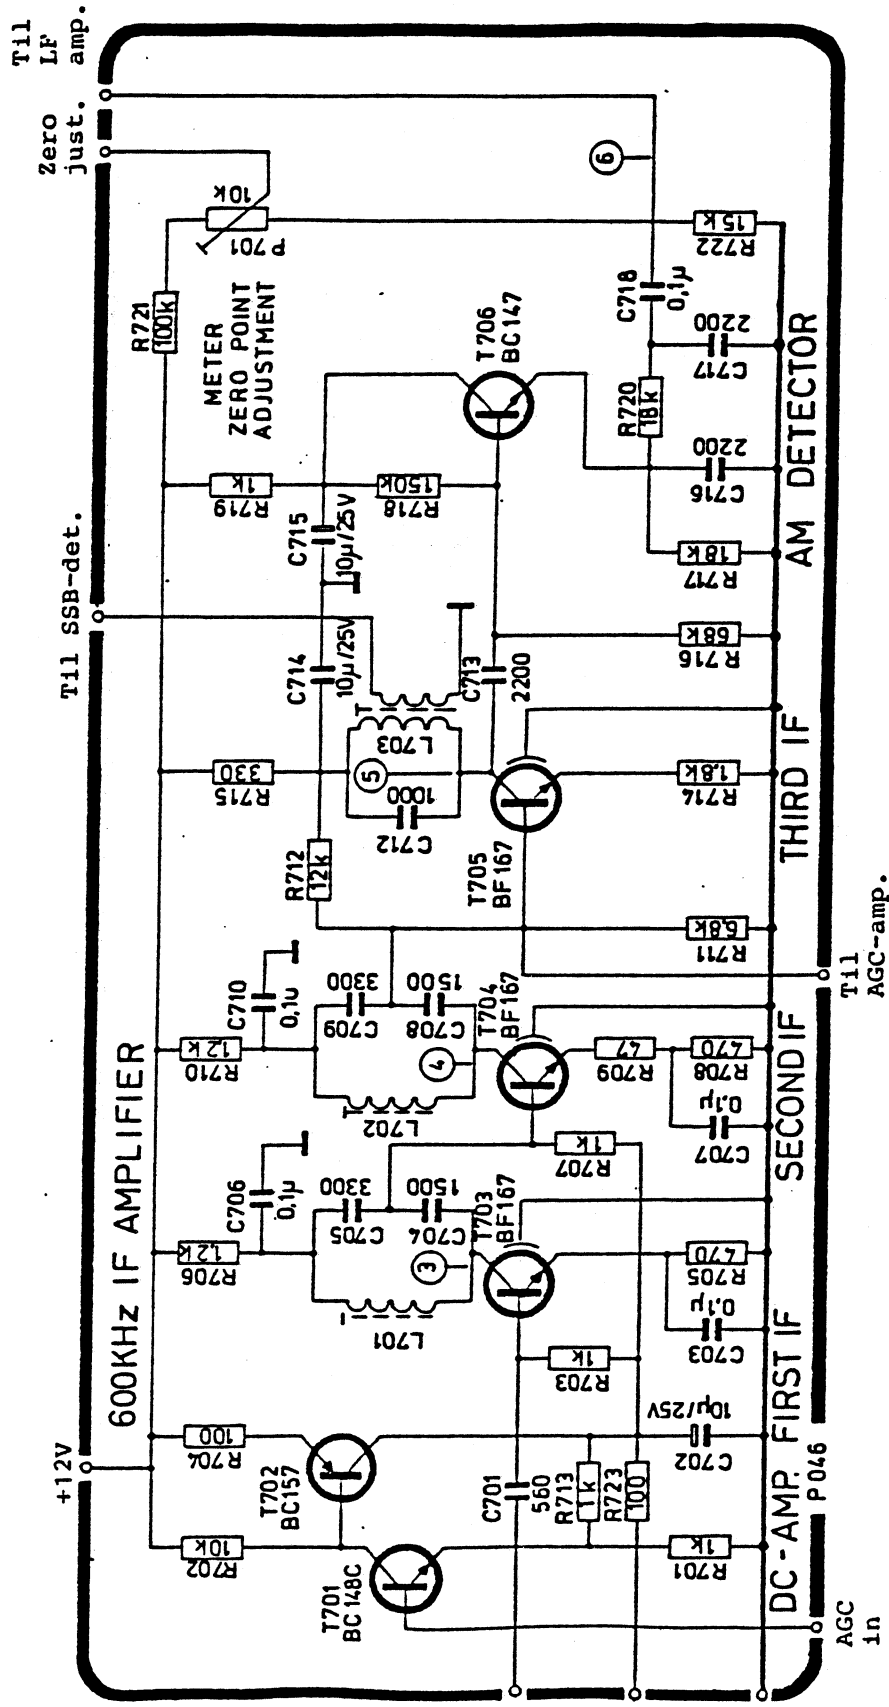 Til
LF
amp.
Zero
just.
Til SSB-det.
+12V
600KHz IF AMPLIFIER
METER
ZERO POINT
ADJUSTMENT
P701
10k
R721
100k
R722
15k
6
C718
0,1µ
C717
2200
R720
18k
C716
2200
R717
18k
T706
BC147
R719
1k
R718
150k
C715
10µ/25V
C714
10µ/25V
C713
2200
R716
68k
R715
330
L703
5
C712
1000
R712
12k
T705
BF167
R714
1,8k
R711
6,8k
C710
R710
1,2k
C709
3300
C708
1500
T704
BF167
4
L702
R709
47
R708
470
C707
0,1µ
R707
1k
C706
0,1µ
R706
1,2k
C705
3300
C704
1500
T703
BF167
3
L701
R705
470
C703
0,1µ
R703
1k
C702
10µ/25V
R704
100
T702
BC157
R702
10k
T701
BC148C
C701
560
R713
1k
R723
100
R701
1k
DC-AMP.
FIRST IF
SECOND IF
THIRD IF
AM DETECTOR
P046
AGC
in
Til
AGC-amp.